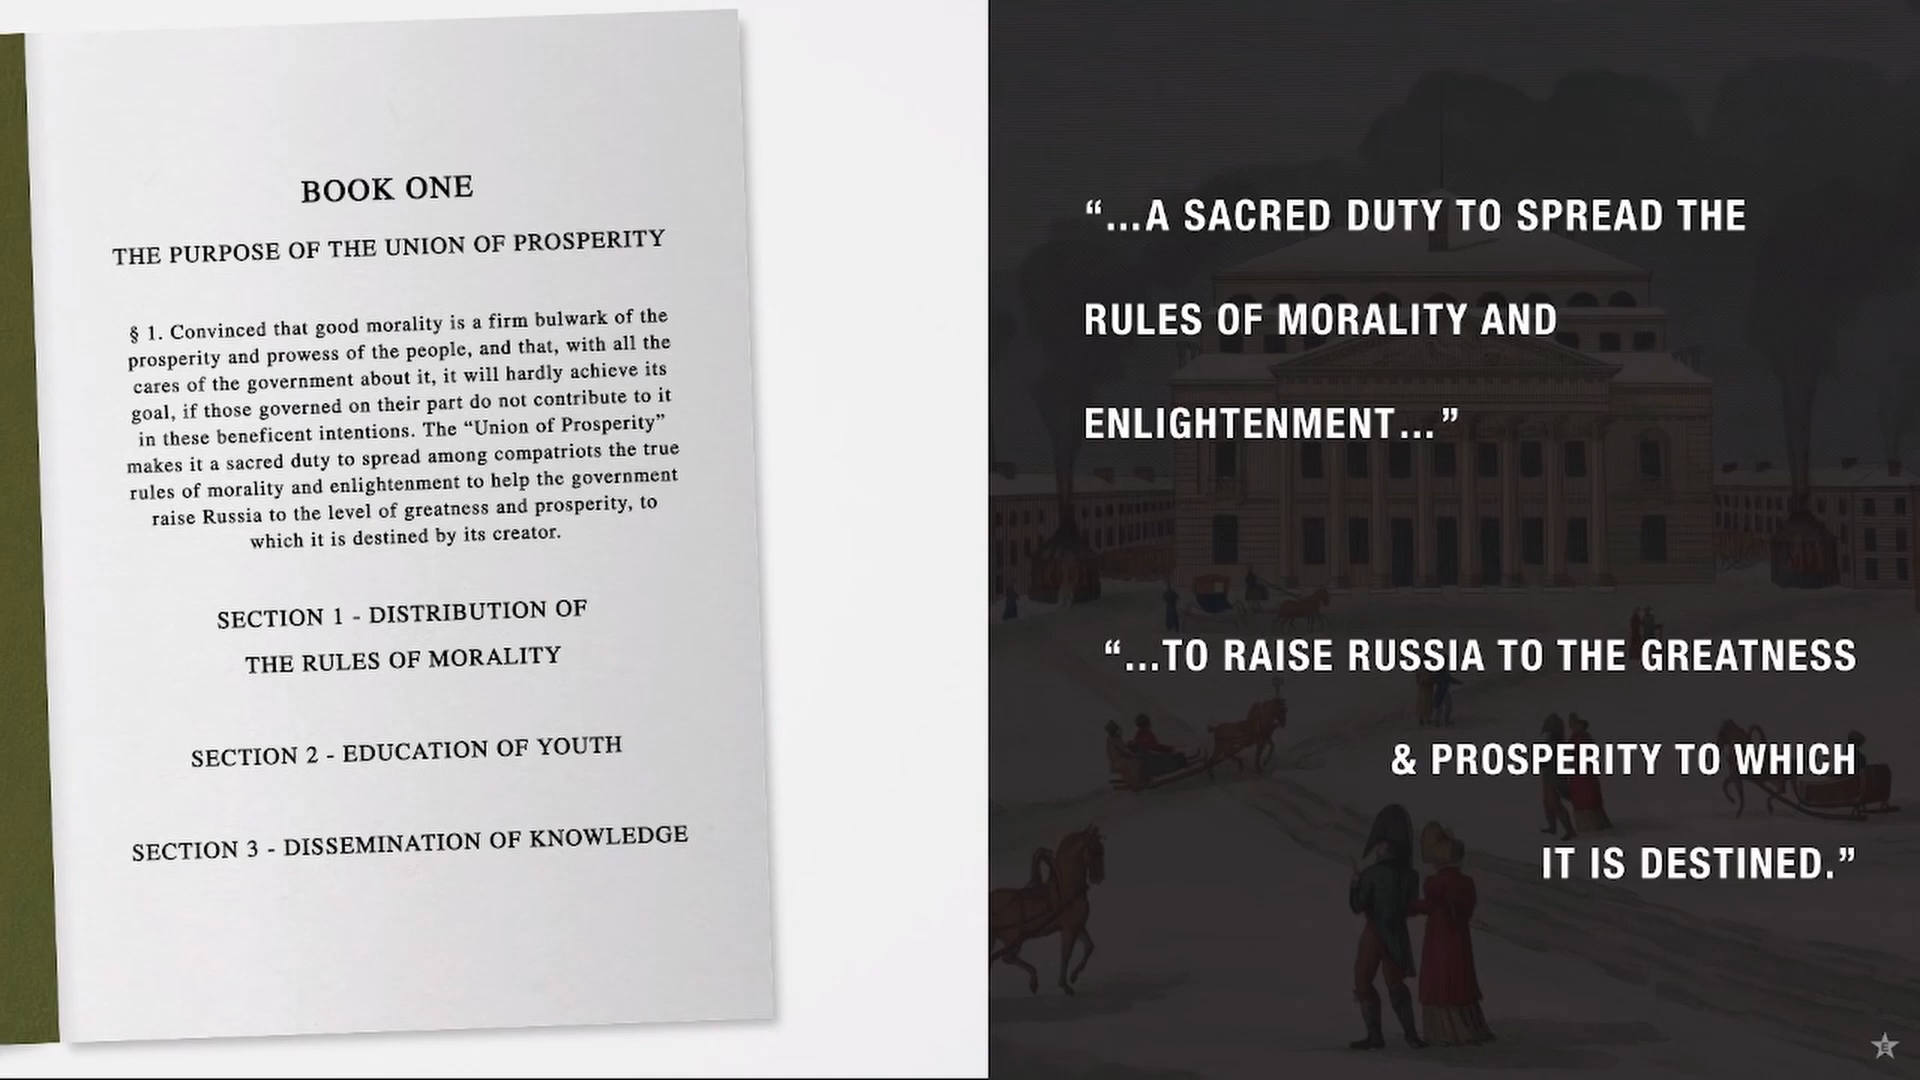 BOOK ONE
THE PURPOSE OF THE UNION OF PROSPERITY
§ 1. Convinced that good morality is a firm bulwark of the
prosperity and prowess of the people, and that, with all the
cares of the government about it, it will hardly achieve its
goal, if those governed on their part do not contribute to it
in these beneficent intentions. The “Union of Prosperity”
makes it a sacred duty to spread among compatriots the true
rules of morality and enlightenment to help the government
raise Russia to the level of greatness and prosperity, to
which it is destined by its creator.
SECTION 1 - DISTRIBUTION OF
THE RULES OF MORALITY
SECTION 2 - EDUCATION OF YOUTH
SECTION 3 - DISSEMINATION OF KNOWLEDGE
“...A SACRED DUTY TO SPREAD THE
RULES OF MORALITY AND
ENLIGHTENMENT...”
“...TO RAISE RUSSIA TO THE GREATNESS
& PROSPERITY TO WHICH
IT IS DESTINED.”
E